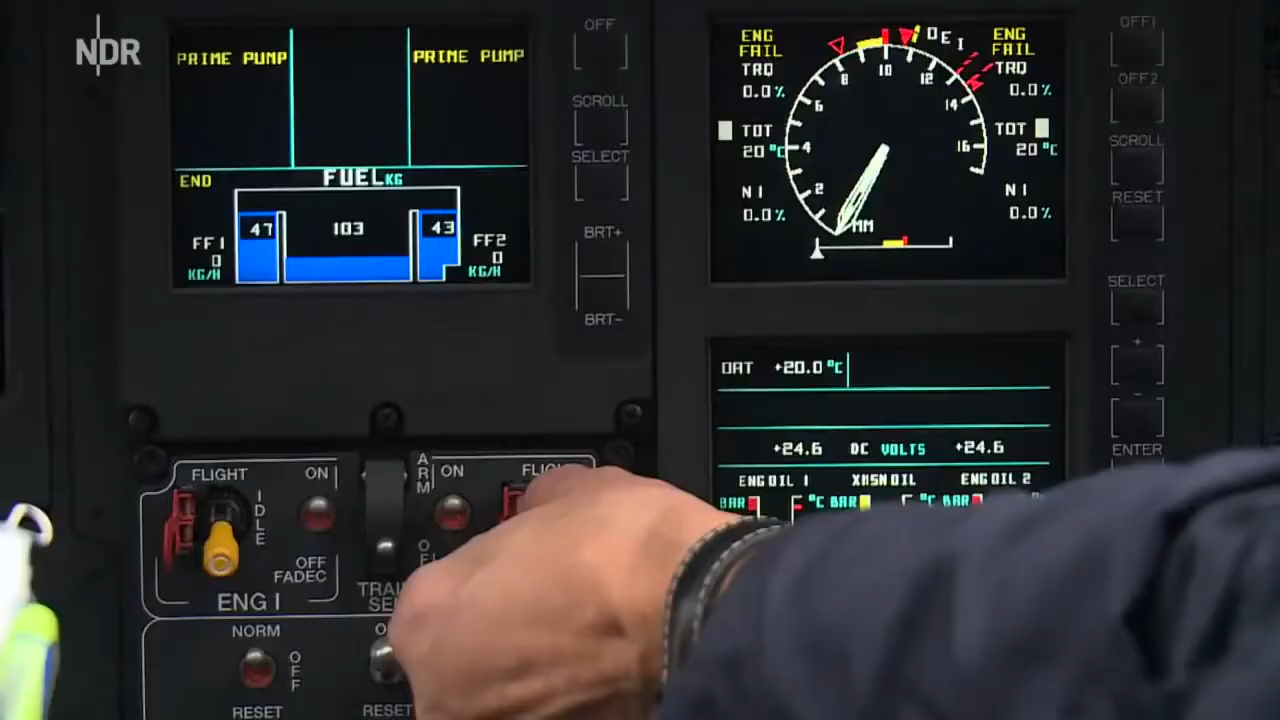 NDR
PRIME PUMP
PRIME PUMP
END
FUEL KG
47
103
43
FF1
0
KG/H
FF2
0
KG/H
OFF
SCROLL
SELECT
BRT+
BRT-
ENG
FAIL
TRQ
0.0 %
TOT
20 °C
N1
0.0 %
2
4
6
8
10
12
14
16
OEI
MM
ENG
FAIL
TRQ
0.0 %
TOT
20 °C
N1
0.0 %
OFF1
OFF2
SCROLL
RESET
SELECT
+
-
ENTER
OAT +20.0 °C
+24.6 DC VOLTS +24.6
ENG OIL 1 XMSN OIL ENG OIL 2
BAR °C BAR °C BAR
FLIGHT
IDLE
ON
OFF
FADEC
ENG I
ARM
ON
NORM
OFF
RESET
RESET